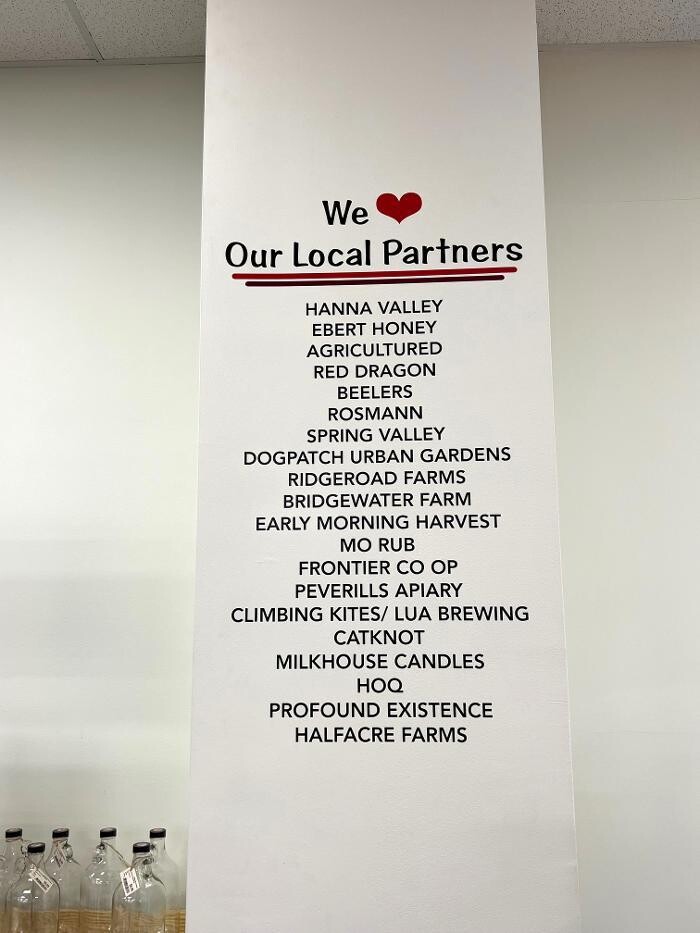 We ❤
Our Local Partners
HANNA VALLEY
EBERT HONEY
AGRICULTURED
RED DRAGON
BEELERS
ROSMANN
SPRING VALLEY
DOGPATCH URBAN GARDENS
RIDGEROAD FARMS
BRIDGEWATER FARM
EARLY MORNING HARVEST
MO RUB
FRONTIER CO OP
PEVERILLS APIARY
CLIMBING KITES/ LUA BREWING
CATKNOT
MILKHOUSE CANDLES
HOQ
PROFOUND EXISTENCE
HALFACRE FARMS